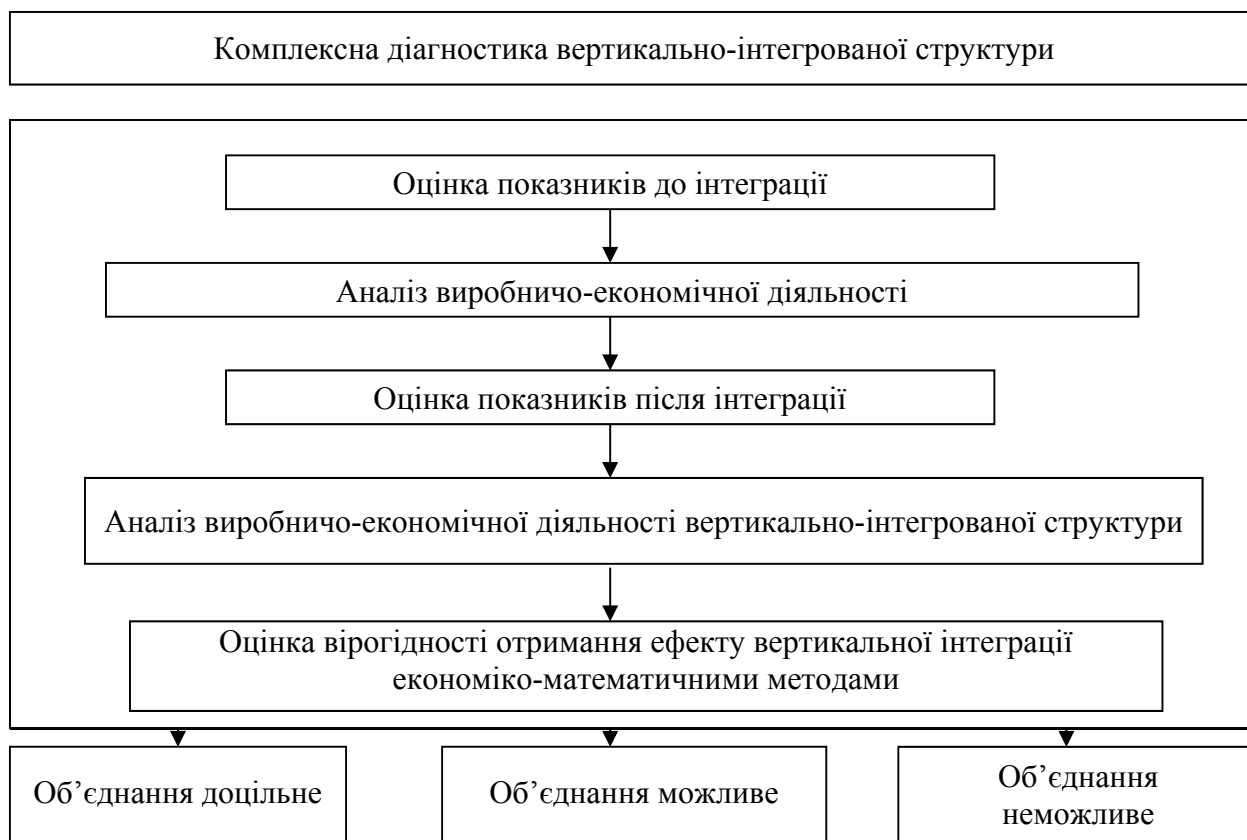 Комплексна діагностика вертикально-інтегрованої структури
Оцінка показників до інтеграції
Аналіз виробничо-економічної діяльності
Оцінка показників після інтеграції
Аналіз виробничо-економічної діяльності вертикально-інтегрованої структури
Оцінка вірогідності отримання ефекту вертикальної інтеграції
економіко-математичними методами
Об’єднання доцільне
Об’єднання можливе
Об’єднання
неможливе